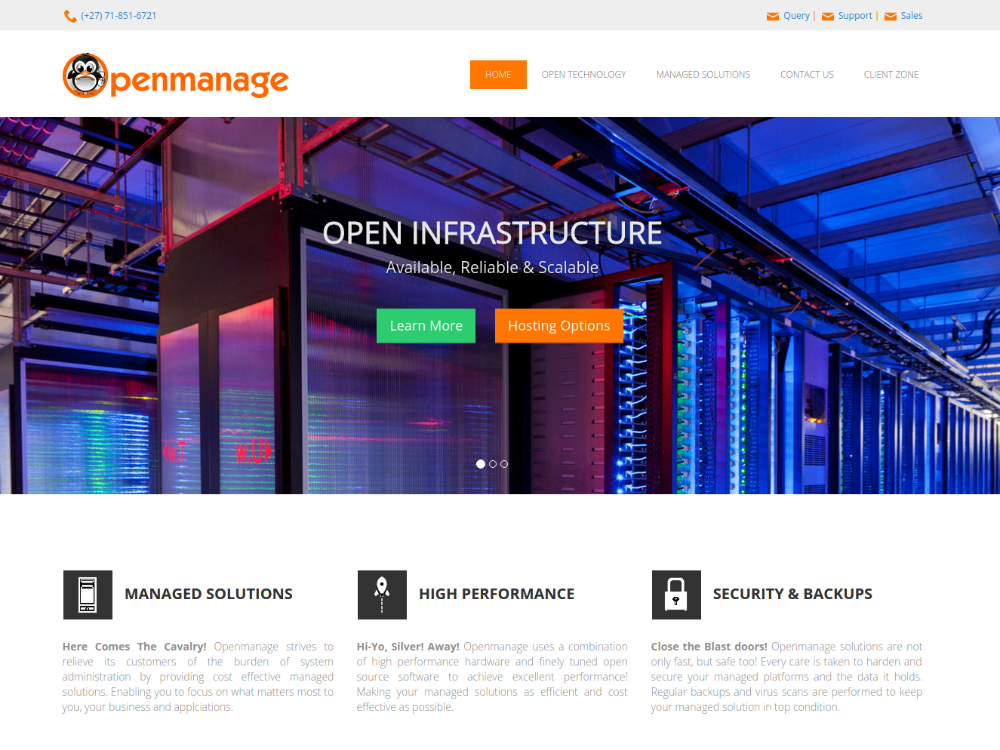 (+27) 71-851-6721
Query | Support | Sales
penmanage
HOME OPEN TECHNOLOGY MANAGED SOLUTIONS CONTACT US CLIENT ZONE
OPEN INFRASTRUCTURE
Available, Reliable & Scalable
Learn More Hosting Options
MANAGED SOLUTIONS
Here Comes The Cavalry! Openmanage strives to
relieve its customers of the burden of system
administration by providing cost effective managed
solutions. Enabling you to focus on what matters most to
you, your business and applciations.
HIGH PERFORMANCE
Hi-Yo, Silver! Away! Openmanage uses a combination
of high performance hardware and finely tuned open
source software to achieve excellent performance!
Making your managed solutions as efficient and cost
effective as possible.
SECURITY & BACKUPS
Close the Blast doors! Openmanage solutions are not
only fast, but safe too! Every care is taken to harden and
secure your managed platforms and the data it holds.
Regular backups and virus scans are performed to keep
your managed solution in top condition.